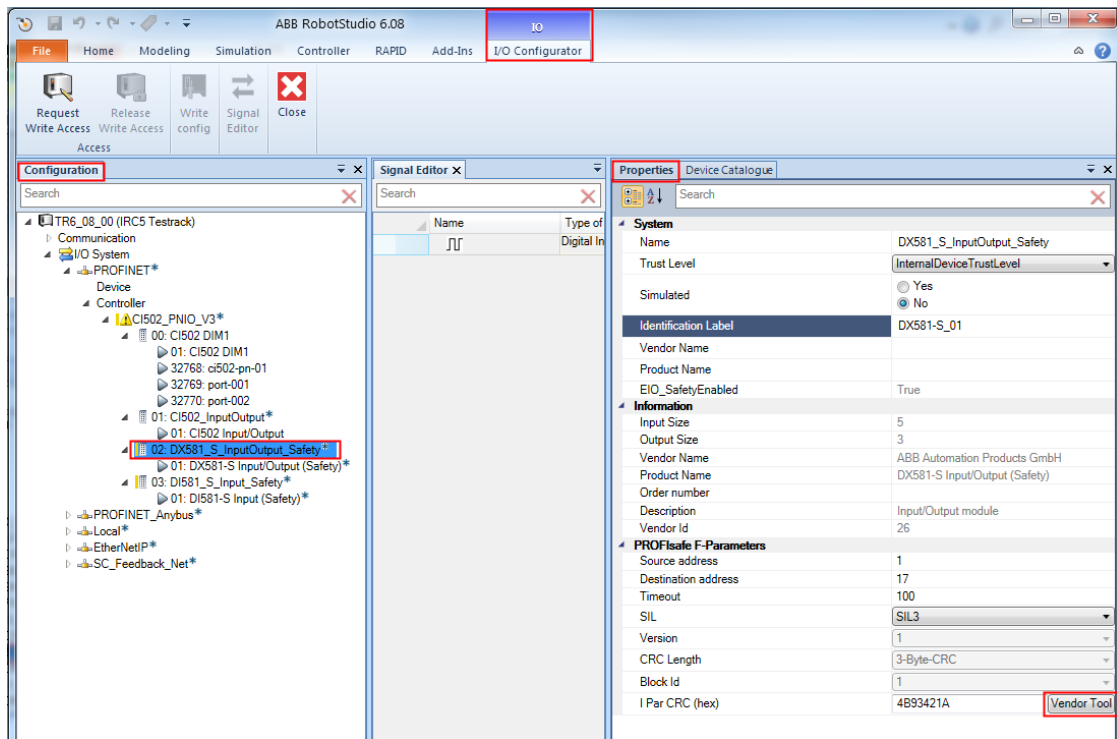 ABB RobotStudio 6.08
IO
File Home Modeling Simulation Controller RAPID Add-Ins I/O Configurator
Request Write Access
Release Write Access
Write config
Signal Editor
Close
Access
Configuration
Search
TR6_08_00 (IRC5 Testrack)
Communication
I/O System
PROFINET*
Device
Controller
CI502_PNIO_V3*
00: CI502 DIM1
01: CI502 DIM1
32768: ci502-pn-01
32769: port-001
32770: port-002
01: CI502_InputOutput*
01: CI502 Input/Output
02: DX581_S_InputOutput_Safety*
01: DX581-S Input/Output (Safety)*
03: DI581_S_Input_Safety*
01: DI581-S Input (Safety)*
PROFINET_Anybus*
Local*
EtherNetIP*
SC_Feedback_Net*
Signal Editor
Search
Name Type of
Digital In
Properties Device Catalogue
Search
System
Name DX581_S_InputOutput_Safety
Trust Level InternalDeviceTrustLevel
Simulated Yes
No
Identification Label DX581-S_01
Vendor Name
Product Name
EIO_SafetyEnabled True
Information
Input Size 5
Output Size 3
Vendor Name ABB Automation Products GmbH
Product Name DX581-S Input/Output (Safety)
Order number
Description Input/Output module
Vendor Id 26
PROFIsafe F-Parameters
Source address 1
Destination address 17
Timeout 100
SIL SIL3
Version 1
CRC Length 3-Byte-CRC
Block Id 1
I Par CRC (hex) 4B93421A Vendor Tool